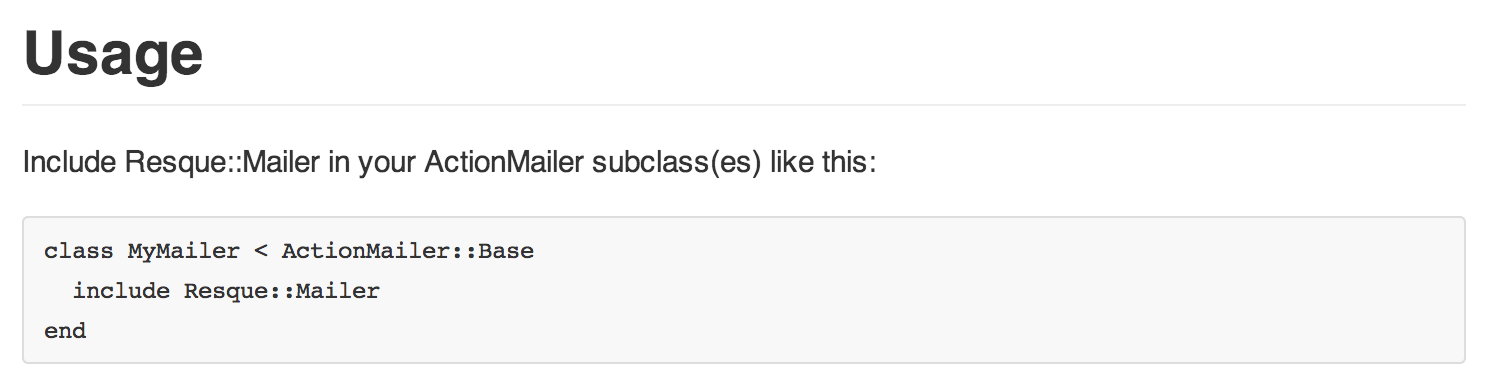 Usage
Include Resque::Mailer in your ActionMailer subclass(es) like this:
class MyMailer < ActionMailer::Base
  include Resque::Mailer
end